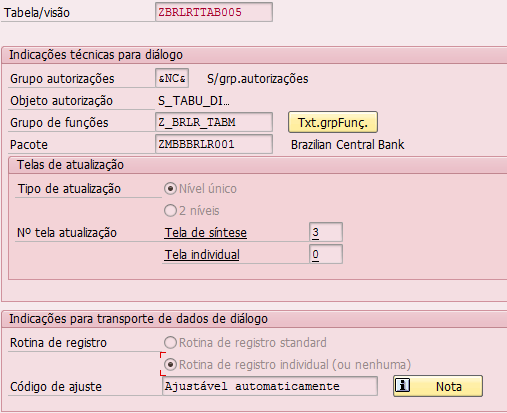 Tabela/visão ZBRLRTTAB005
Indicações técnicas para diálogo
Grupo autorizações &NC& S/grp.autorizações
Objeto autorização S_TABU_DI...
Grupo de funções Z_BRLR_TABM Txt.grpFunç.
Pacote ZMBBBRLR001 Brazilian Central Bank
Telas de atualização
Tipo de atualização Nível único
2 níveis
Nº tela atualização Tela de síntese 3
Tela individual 0
Indicações para transporte de dados de diálogo
Rotina de registro Rotina de registro standard
Rotina de registro individual (ou nenhuma)
Código de ajuste Ajustável automaticamente Nota